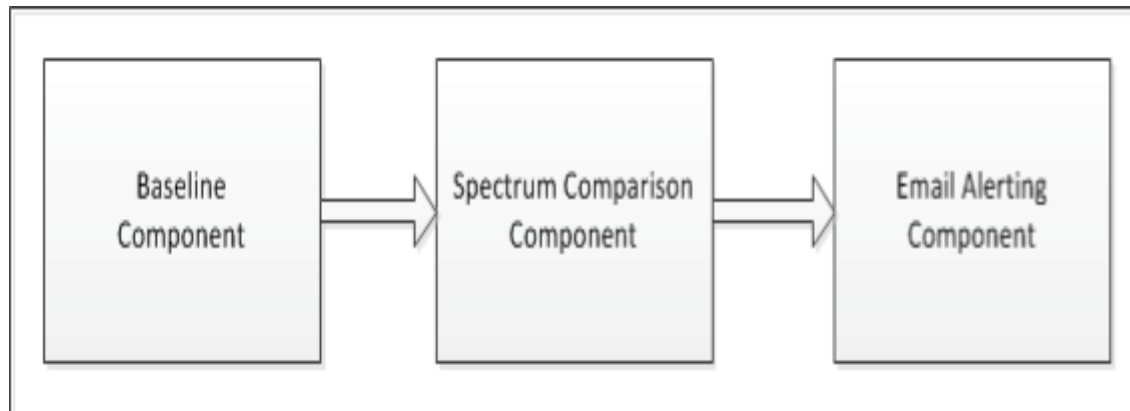 Baseline
Component
Spectrum Comparison
Component
Email Alerting
Component